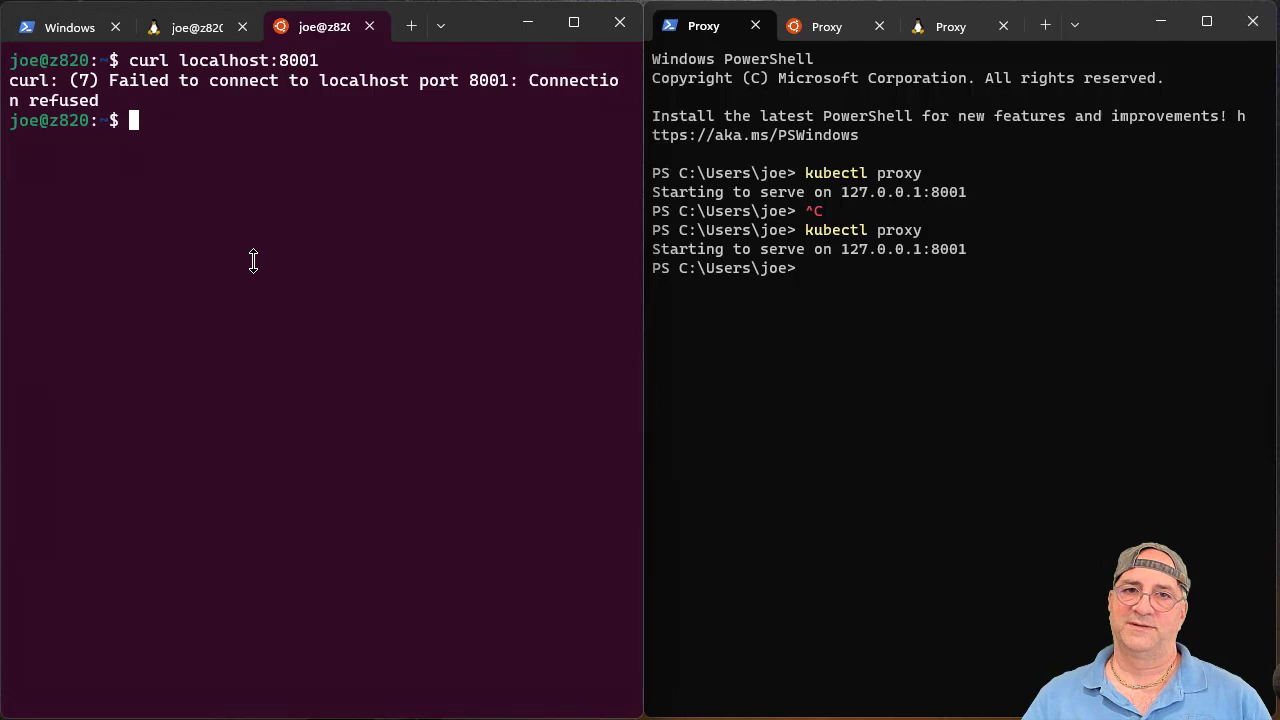 Windows
joe@z820
joe@z820
joe@z820:~$ curl localhost:8001
curl: (7) Failed to connect to localhost port 8001: Connectio
n refused
joe@z820:~$
Proxy
Proxy
Proxy
Windows PowerShell
Copyright (C) Microsoft Corporation. All rights reserved.
Install the latest PowerShell for new features and improvements! h
ttps://aka.ms/PSWindows
PS C:\Users\joe> kubectl proxy
Starting to serve on 127.0.0.1:8001
PS C:\Users\joe> ^C
PS C:\Users\joe> kubectl proxy
Starting to serve on 127.0.0.1:8001
PS C:\Users\joe>